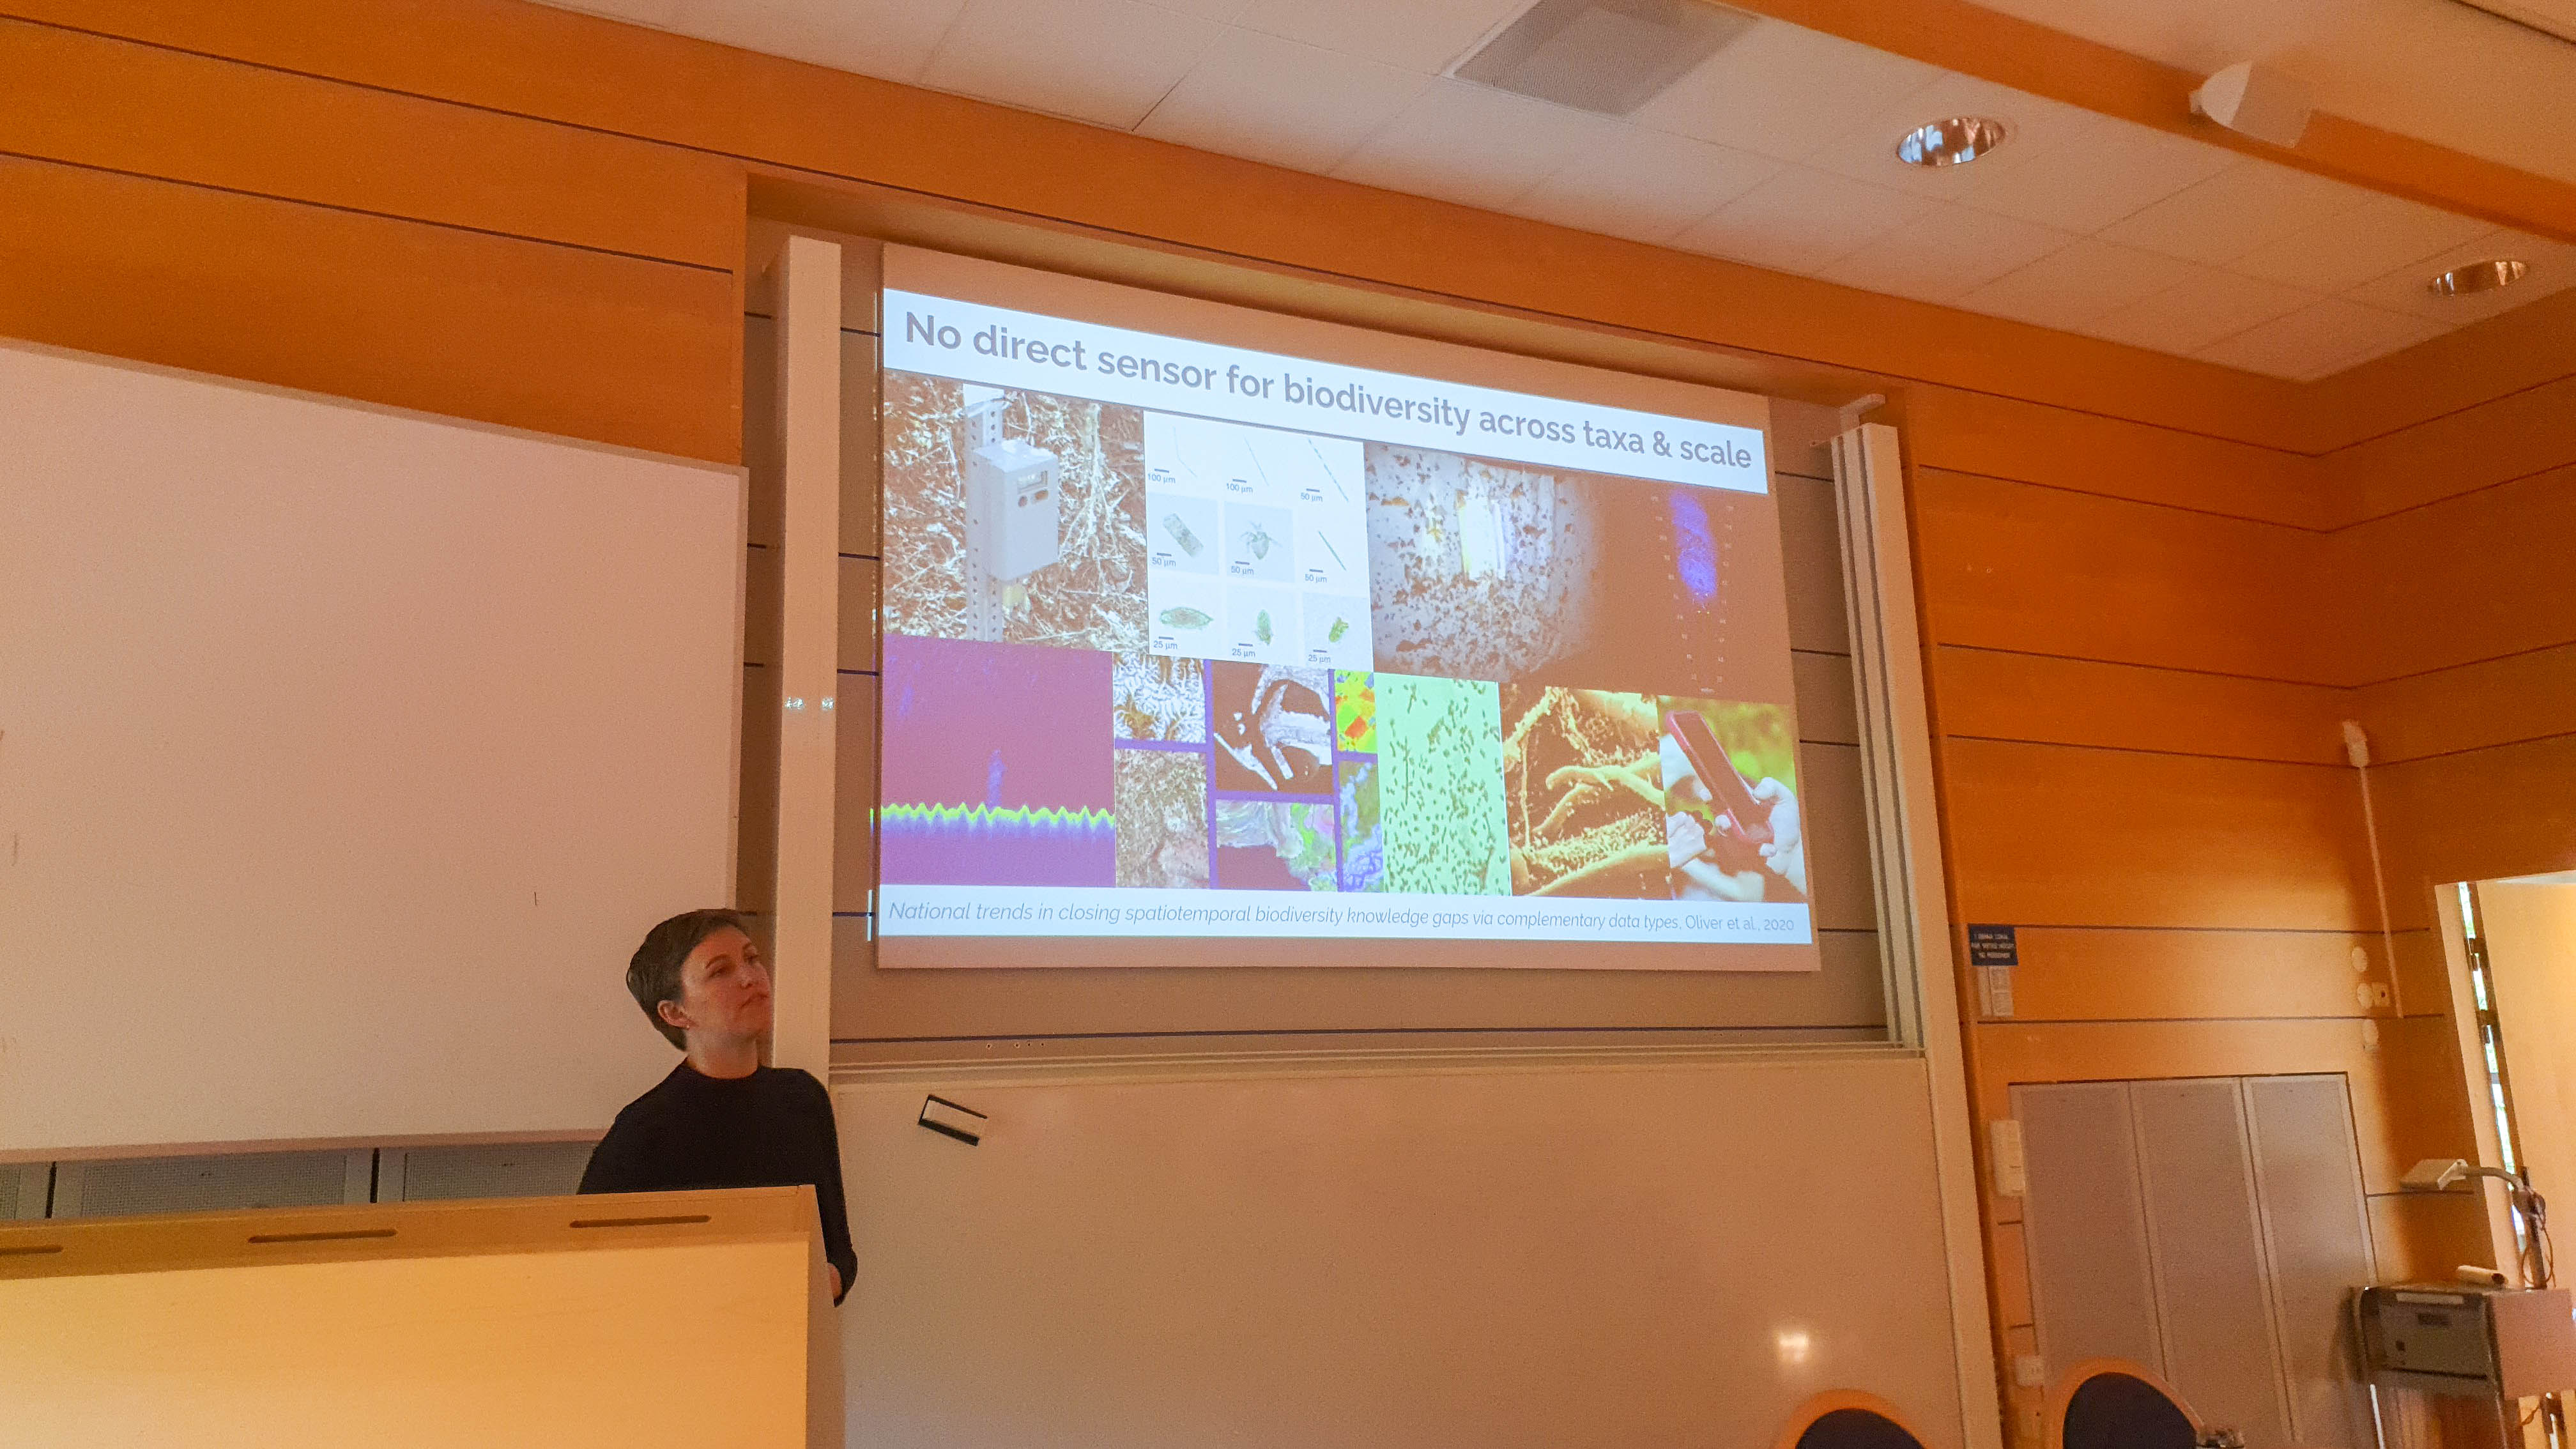 No direct sensor for biodiversity across taxa & scale
100 µm
100 µm
50 µm
50 µm
50 µm
50 µm
25 µm
25 µm
25 µm
National trends in closing spatiotemporal biodiversity knowledge gaps via complementary data types, Oliver et al., 2020